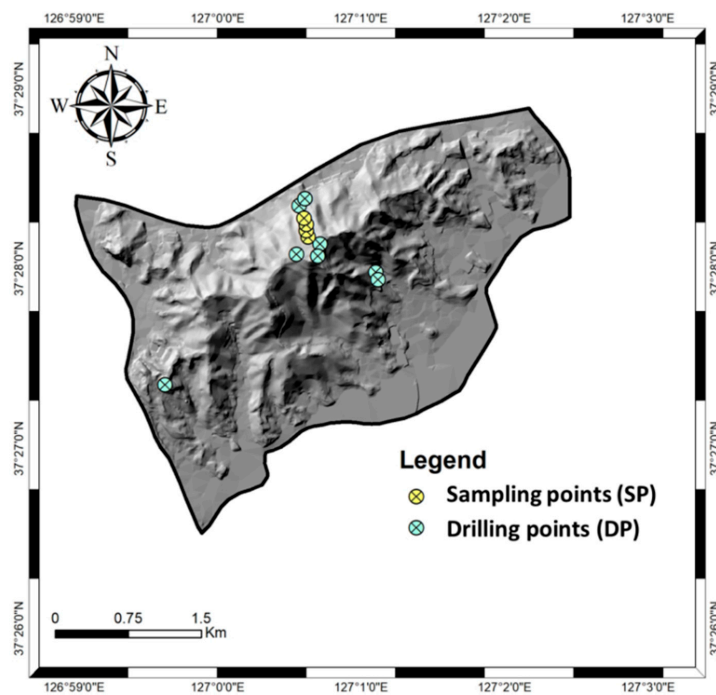 126°59'0"E 127°0'0"E 127°1'0"E 127°2'0"E 127°3'0"E
37°29'0"N 37°29'0"N
N
W E
S
37°28'0"N 37°28'0"N
37°27'0"N 37°27'0"N
Legend
Sampling points (SP)
Drilling points (DP)
37°26'0"N 37°26'0"N
0 0.75 1.5
Km
126°59'0"E 127°0'0"E 127°1'0"E 127°2'0"E 127°3'0"E